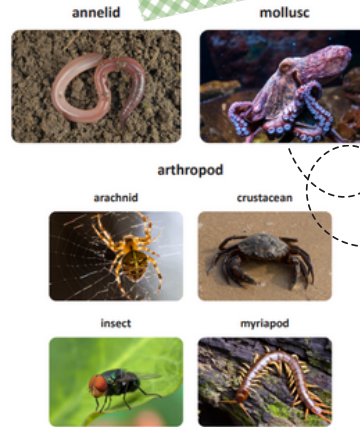 annelid mollusc
arthropod
arachnid crustacean
insect myriapod